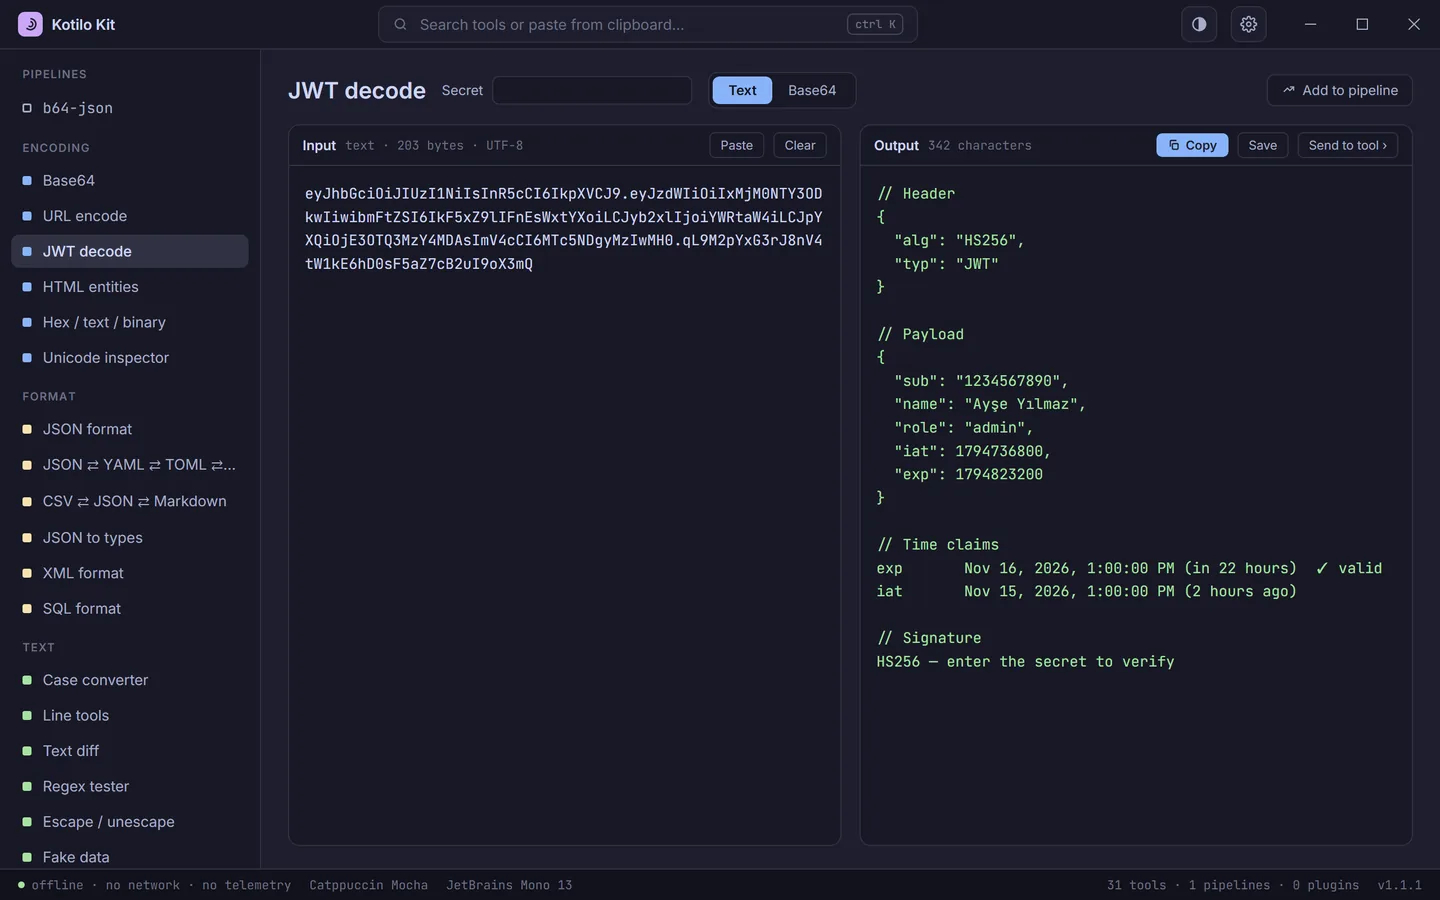 Kotilo Kit
Search tools or paste from clipboard...
ctrl K
PIPELINES
b64-json
ENCODING
Base64
URL encode
JWT decode
HTML entities
Hex / text / binary
Unicode inspector
FORMAT
JSON format
JSON ⇄ YAML ⇄ TOML ⇄...
CSV ⇄ JSON ⇄ Markdown
JSON to types
XML format
SQL format
TEXT
Case converter
Line tools
Text diff
Regex tester
Escape / unescape
Fake data
JWT decode
Secret
Text
Base64
Add to pipeline
Input text · 203 bytes · UTF-8
Paste
Clear
eyJhbGciOiJIUzI1NiIsInR5cCI6IkpXVCJ9.eyJzdWIiOiIxMjM0NTY3OD
kwIiwibmFtZSI6IkF5xZ9lIFnEsWxtYXoiLCJyb2xlIjoiYWRtaW4iLCJpY
XQiOjE3OTQ3MzY4MDAsImV4cCI6MTc5NDgyMzIwMH0.qL9M2pYxG3rJ8nV4
tW1kE6hD0sF5aZ7cB2uI9oX3mQ
Output 342 characters
Copy
Save
Send to tool ›
// Header
{
  "alg": "HS256",
  "typ": "JWT"
}
// Payload
{
  "sub": "1234567890",
  "name": "Ayşe Yılmaz",
  "role": "admin",
  "iat": 1794736800,
  "exp": 1794823200
}
// Time claims
exp Nov 16, 2026, 1:00:00 PM (in 22 hours) ✓ valid
iat Nov 15, 2026, 1:00:00 PM (2 hours ago)
// Signature
HS256 — enter the secret to verify
offline · no network · no telemetry Catppuccin Mocha JetBrains Mono 13
31 tools · 1 pipelines · 0 plugins v1.1.1